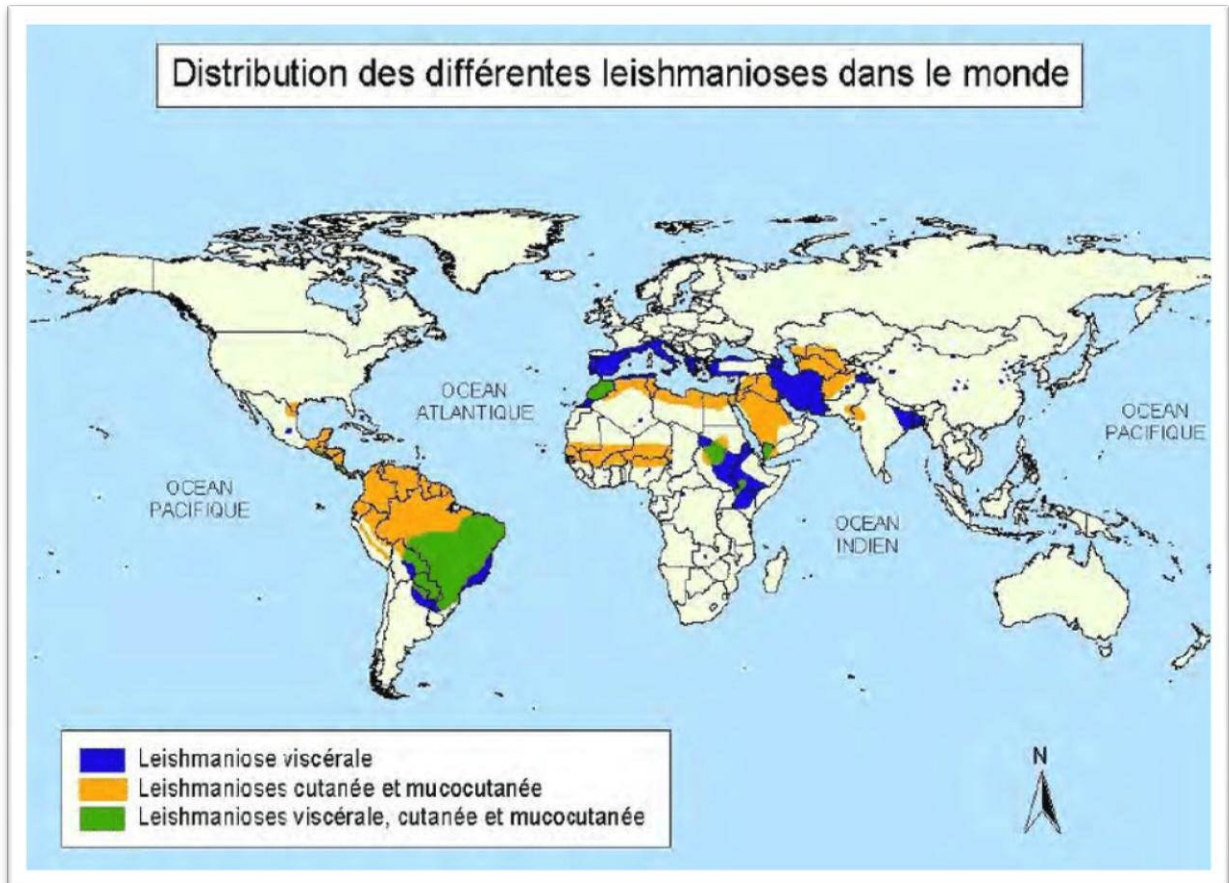 Distribution des différentes leishmanioses dans le monde
OCEAN
ATLANTIQUE
OCEAN
PACIFIQUE
OCEAN
PACIFIQUE
OCEAN
INDIEN
N
Leishmaniose viscérale
Leishmanioses cutanée et mucocutanée
Leishmanioses viscérale, cutanée et mucocutanée